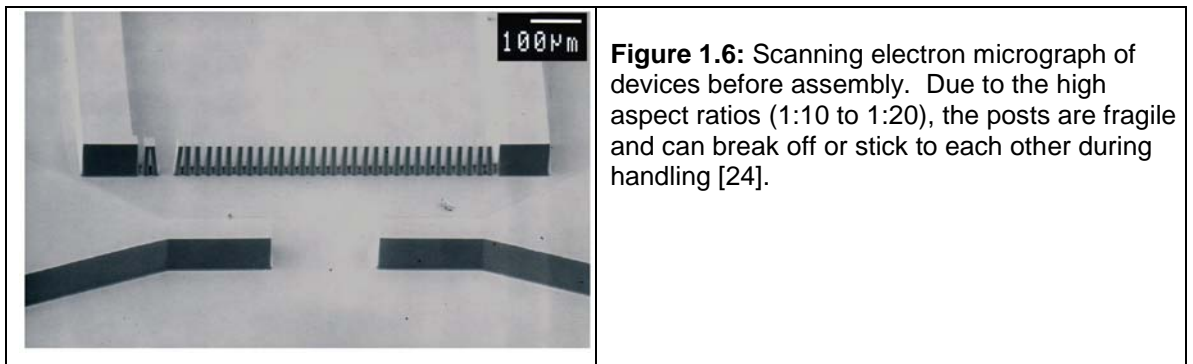 100µm
Figure 1.6: Scanning electron micrograph of
devices before assembly. Due to the high
aspect ratios (1:10 to 1:20), the posts are fragile
and can break off or stick to each other during
handling [24].